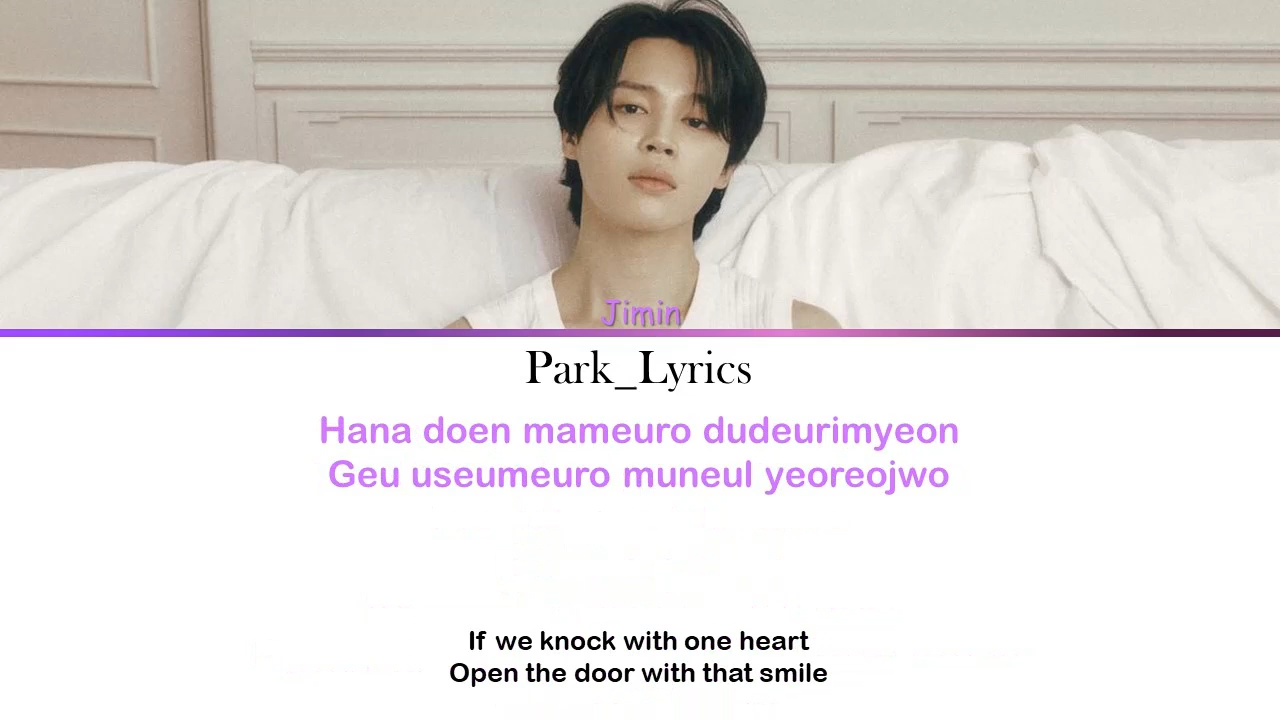 Jimin
Park_Lyrics
Hana doen mameuro dudeurimyeon
Geu useumeuro muneul yeoreojwo
If we knock with one heart
Open the door with that smile